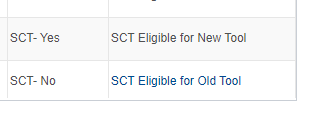 SCT- Yes SCT Eligible for New Tool
SCT- No SCT Eligible for Old Tool